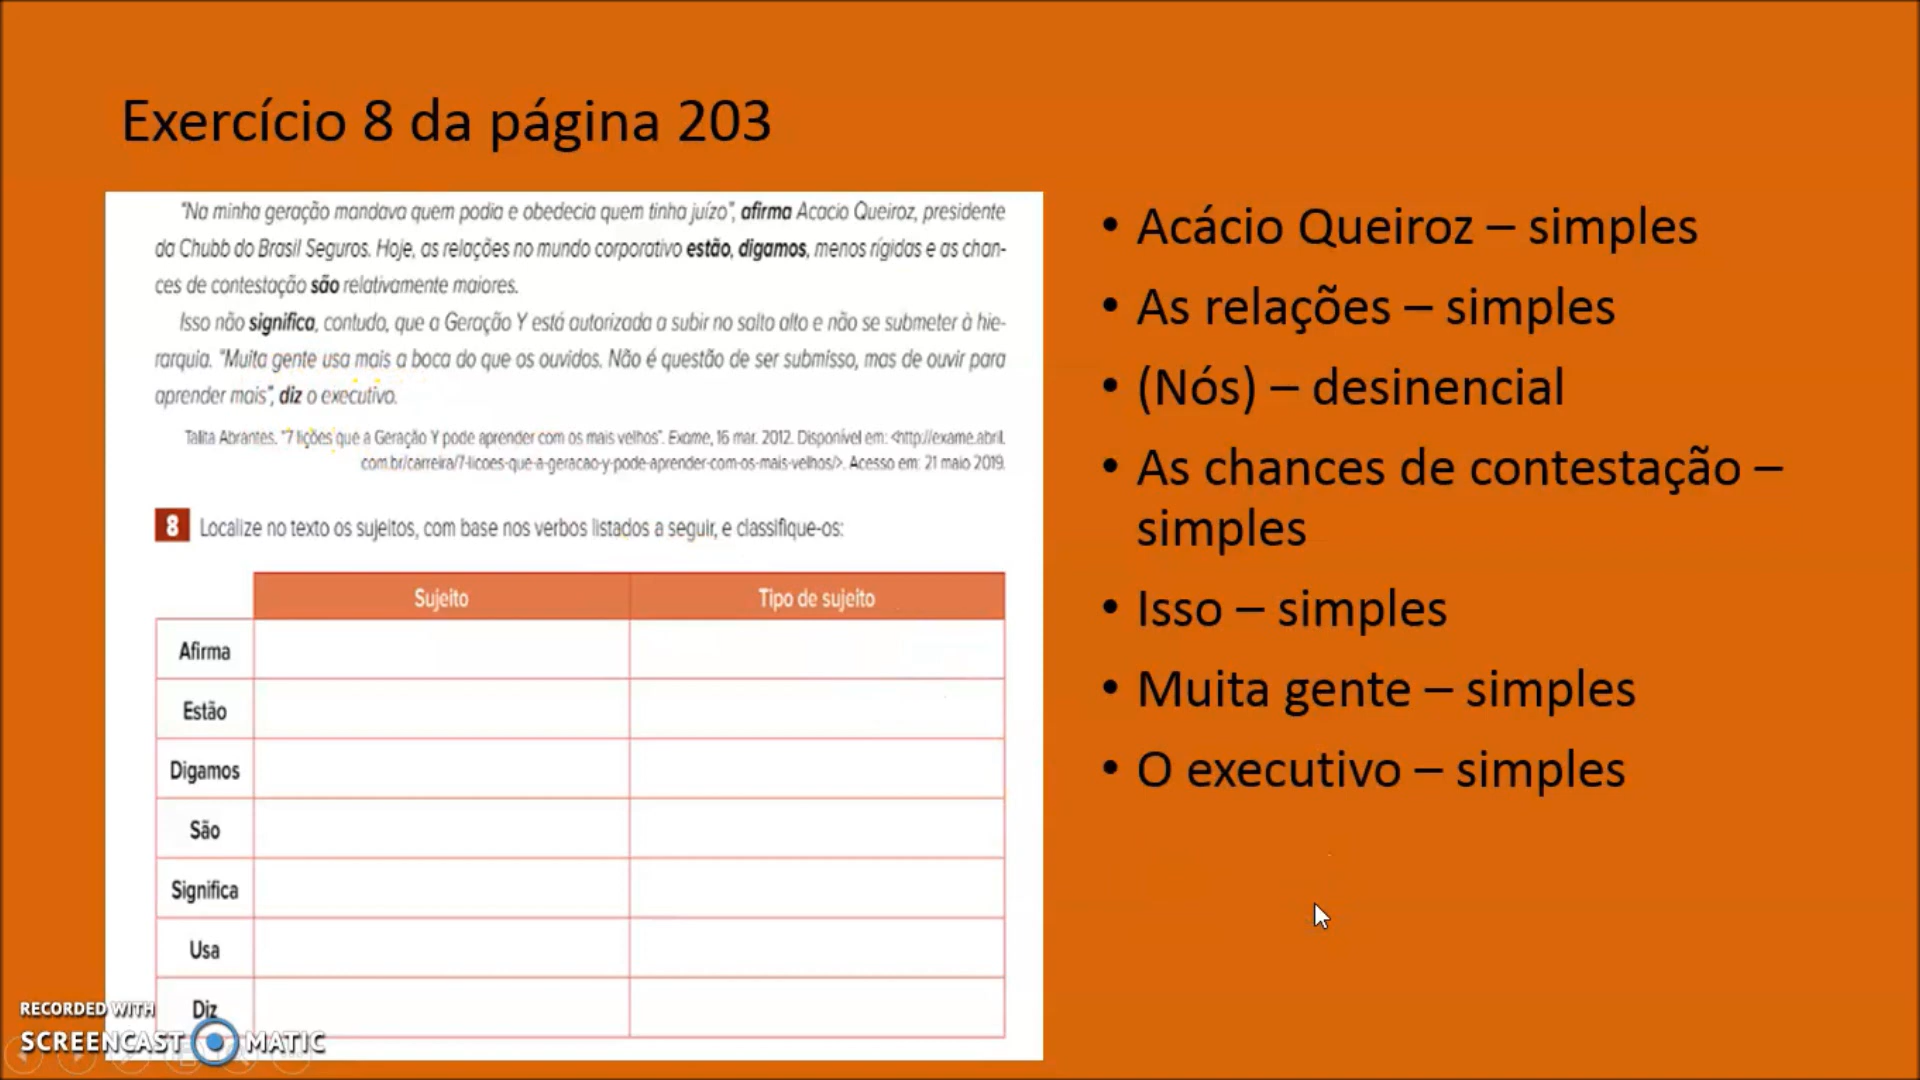 Exercício 8 da página 203
"Na minha geração mandava quem podia e obedecia quem tinha juízo", afirma Acacio Queiroz, presidente
da Chubb do Brasil Seguros. Hoje, as relações no mundo corporativo estão, digamos, menos rígidas e as chan-
ces de contestação são relativamente maiores.
Isso não significa, contudo, que a Geração Y está autorizada a subir no salto alto e não se submeter à hie-
rarquia. "Muita gente usa mais a boca do que os ouvidos. Não é questão de ser submisso, mas de ouvir para
aprender mais", diz o executivo.
Talita Abrantes. "7 lições que a Geração Y pode aprender com os mais velhos". Exame, 16 mar. 2012. Disponível em: <http://exame.abril.
com.br/carreira/7-licoes-que-a-geracao-y-pode-aprender-com-os-mais-velhos/>. Acesso em: 21 maio 2019.
8 Localize no texto os sujeitos, com base nos verbos listados a seguir, e classifique-os:
Sujeito Tipo de sujeito
Afirma
Estão
Digamos
São
Significa
Usa
Diz
• Acácio Queiroz – simples
• As relações – simples
• (Nós) – desinencial
• As chances de contestação –
simples
• Isso – simples
• Muita gente – simples
• O executivo – simples
RECORDED WITH
SCREENCAST MATIC